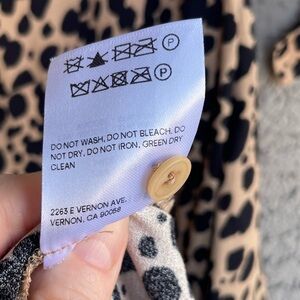 P
P
DO NOT WASH, DO NOT BLEACH, DO
NOT DRY, DO NOT IRON, GREEN DRY
CLEAN
2263 E VERNON AVE.
VERNON, CA 90058